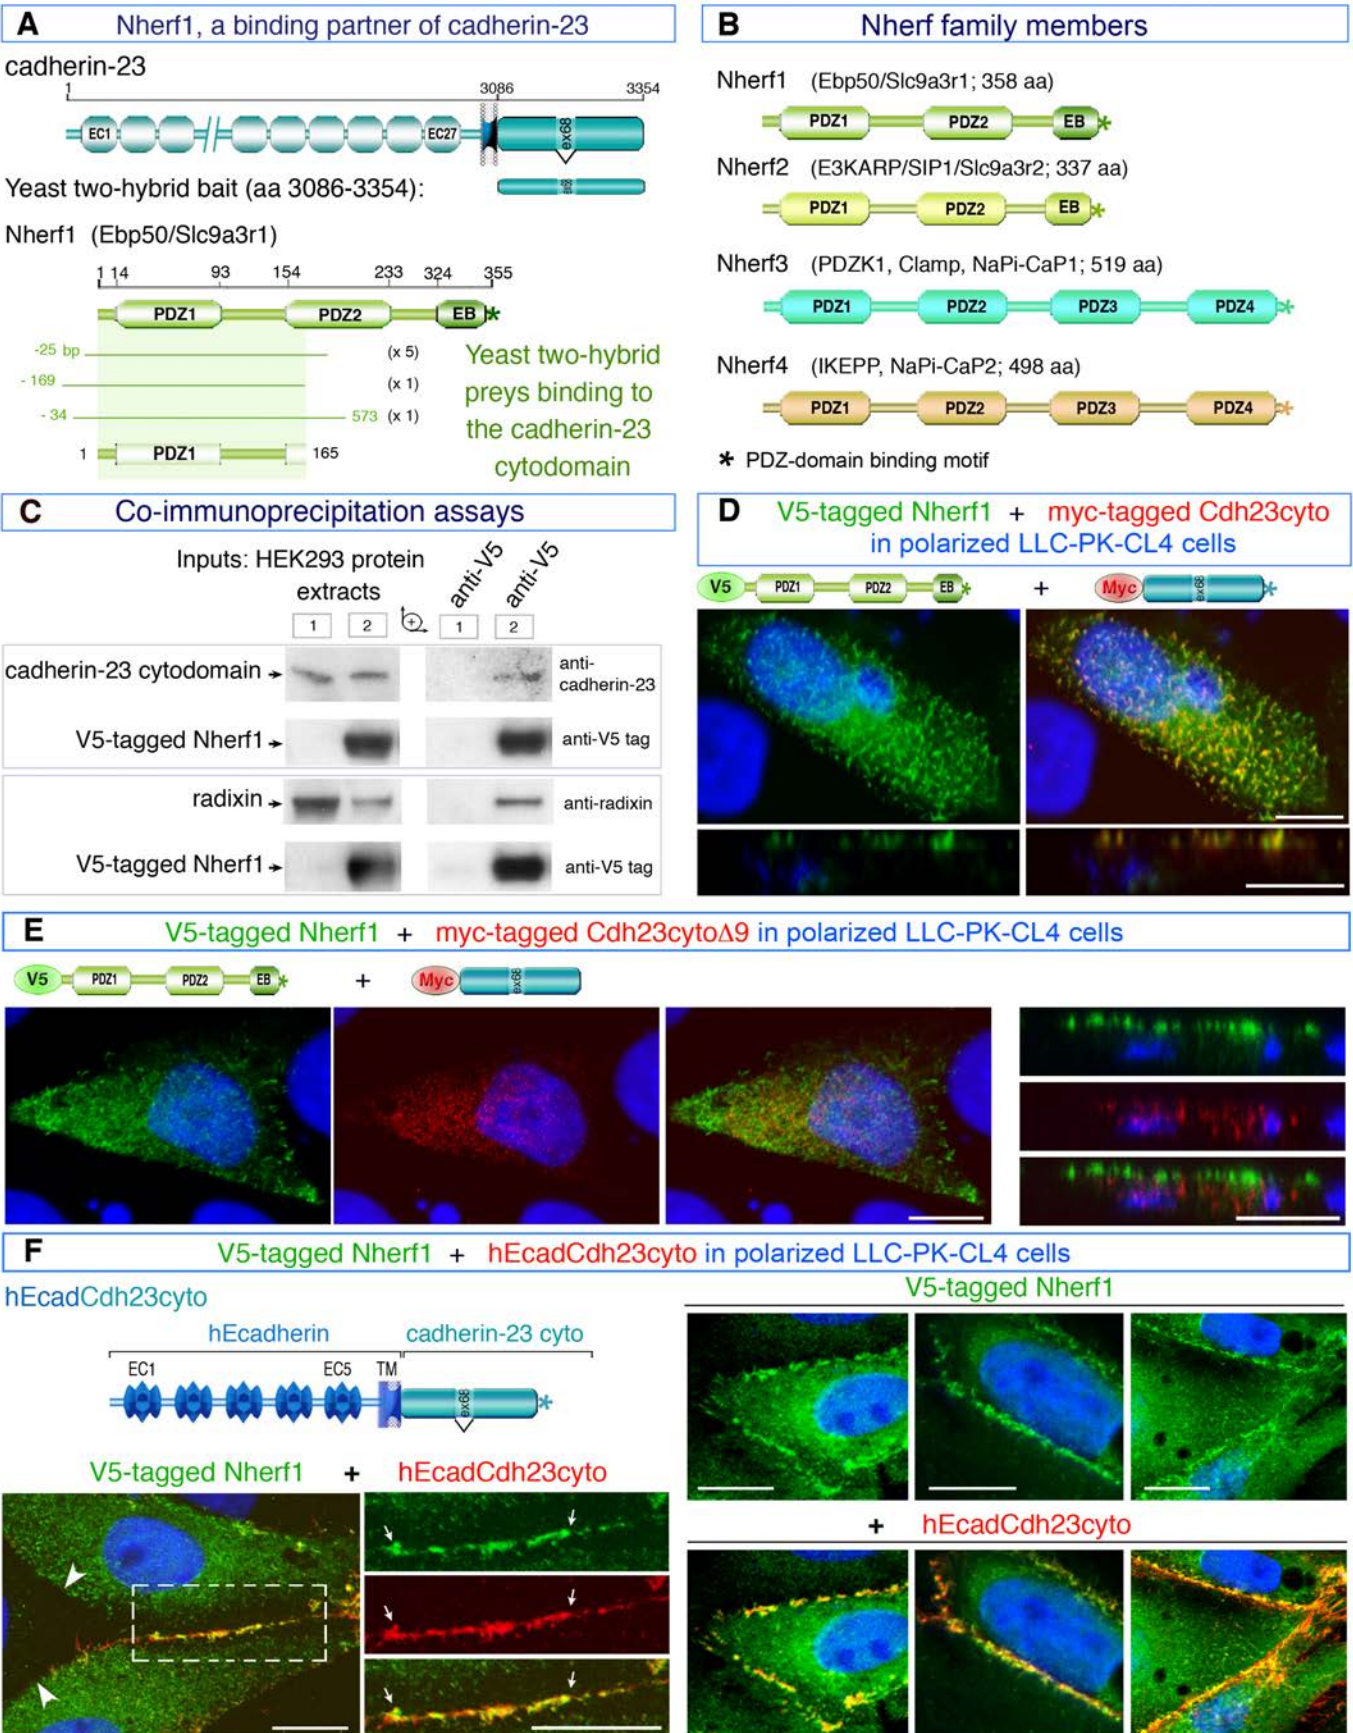 A Nherf1, a binding partner of cadherin-23
cadherin-23
1 3086 3354
EC1 EC27 ex68
Yeast two-hybrid bait (aa 3086-3354):
ex68
Nherf1 (Ebp50/Slc9a3r1)
1 14 93 154 233 324 355
PDZ1 PDZ2 EB*
-25 bp (x 5)
- 169 (x 1)
- 34 573 (x 1)
1 PDZ1 165
Yeast two-hybrid
preys binding to
the cadherin-23
cytodomain
B Nherf family members
Nherf1 (Ebp50/Slc9a3r1; 358 aa)
PDZ1 PDZ2 EB*
Nherf2 (E3KARP/SIP1/Slc9a3r2; 337 aa)
PDZ1 PDZ2 EB*
Nherf3 (PDZK1, Clamp, NaPi-CaP1; 519 aa)
PDZ1 PDZ2 PDZ3 PDZ4*
Nherf4 (IKEPP, NaPi-CaP2; 498 aa)
PDZ1 PDZ2 PDZ3 PDZ4*
* PDZ-domain binding motif
C Co-immunoprecipitation assays
Inputs: HEK293 protein
extracts
anti-V5 anti-V5
1 2 + 1 2
cadherin-23 cytodomain anti-
cadherin-23
V5-tagged Nherf1 anti-V5 tag
radixin anti-radixin
V5-tagged Nherf1 anti-V5 tag
D V5-tagged Nherf1 + myc-tagged Cdh23cyto
in polarized LLC-PK-CL4 cells
V5 PDZ1 PDZ2 EB* + Myc ex68 *
E V5-tagged Nherf1 + myc-tagged Cdh23cytoΔ9 in polarized LLC-PK-CL4 cells
V5 PDZ1 PDZ2 EB* + Myc ex68
F V5-tagged Nherf1 + hEcadCdh23cyto in polarized LLC-PK-CL4 cells
hEcadCdh23cyto
hEcadherin cadherin-23 cyto
EC1 EC5 TM
ex68 *
V5-tagged Nherf1 + hEcadCdh23cyto
V5-tagged Nherf1
+ hEcadCdh23cyto